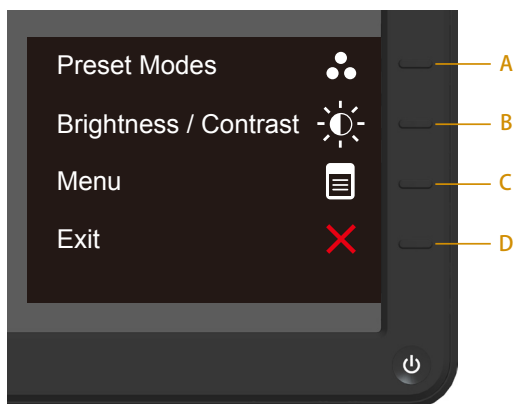 Preset Modes
A
Brightness / Contrast
B
Menu
C
Exit
D